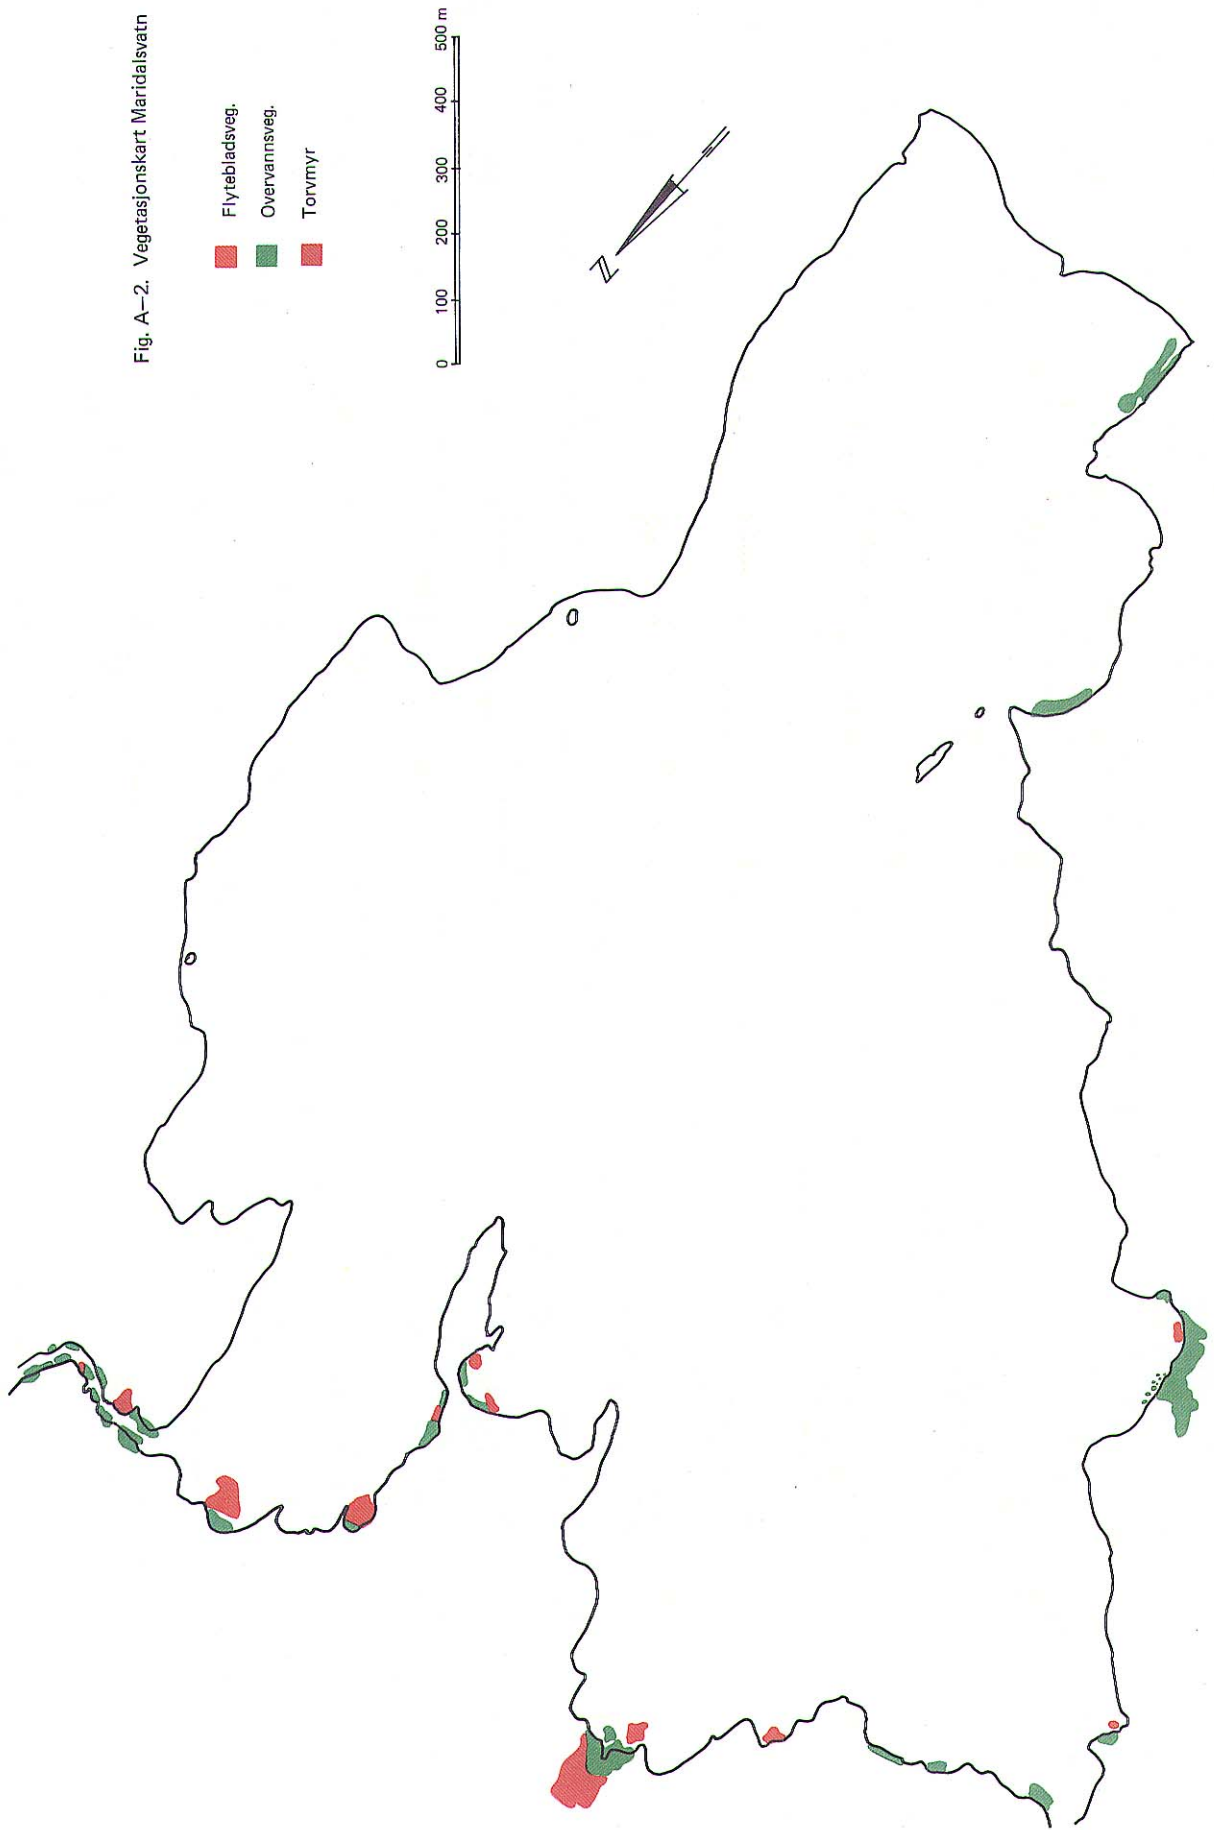 Fig. A—2. Vegetasjonskart Maridalsvatn
Flytebladsveg.
Overvannsveg.
Torvmyr
0 100 200 300 400 500 m
N